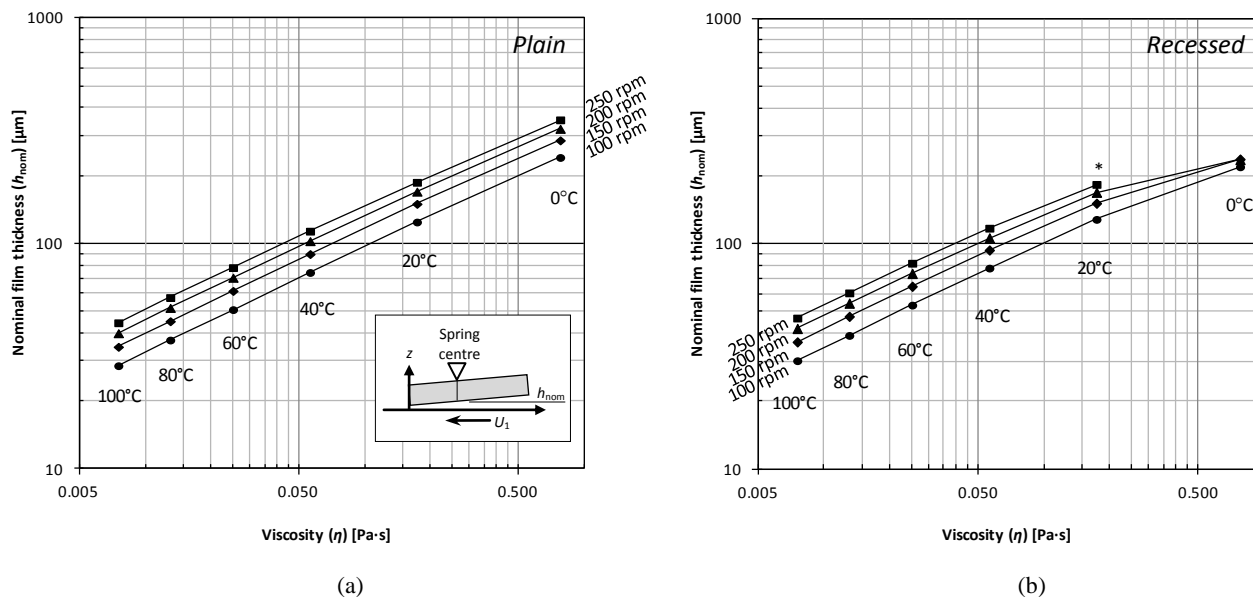 Plain
1000
100
10
Nominal film thickness (hnom) [µm]
250 rpm
200 rpm
150 rpm
100 rpm
0°C
20°C
40°C
60°C
80°C
100°C
Spring
centre
z
hnom
U1
0.005
0.050
0.500
Viscosity (η) [Pa·s]
(a)
Recessed
1000
100
10
Nominal film thickness (hnom) [µm]
*
0°C
20°C
40°C
60°C
80°C
100°C
250 rpm
200 rpm
150 rpm
100 rpm
0.005
0.050
0.500
Viscosity (η) [Pa·s]
(b)